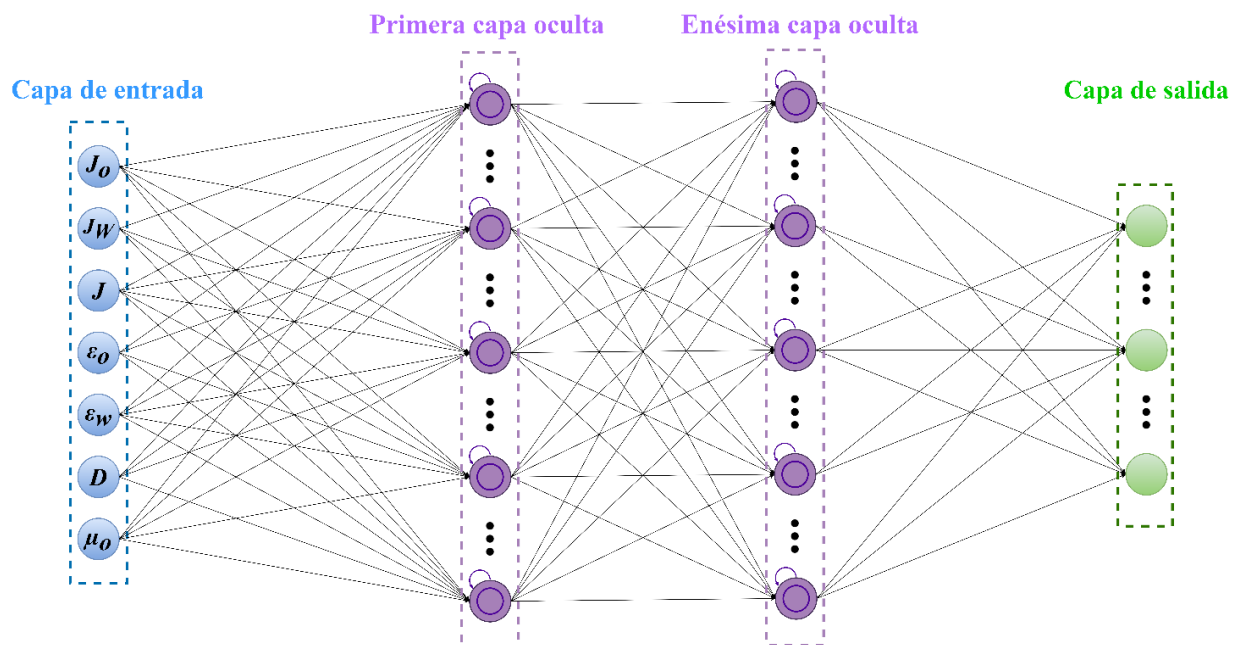 Primera capa oculta
Enésima capa oculta
Capa de entrada
Capa de salida
Jo
JW
J
εo
εw
D
μo